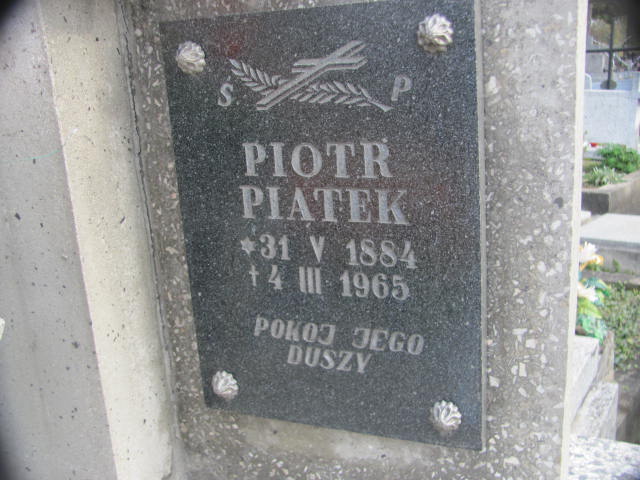 S P
PIOTR
PIATEK
*31 V 1884
†4 III 1965
POKOJ JEGO
DUSZY